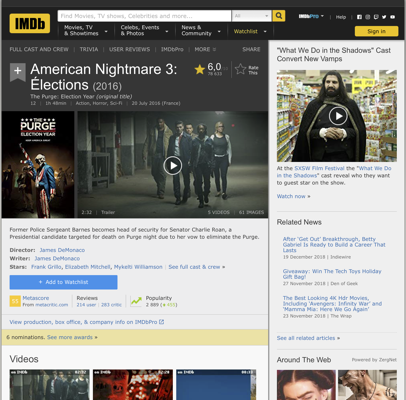 IMDb
Find Movies, TV shows, Celebrities and more...
All
IMDbPro
Help
Movies, TV
& Showtimes
Celebs, Events
& Photos
News &
Community
Watchlist
Sign in
FULL CAST AND CREW | TRIVIA | USER REVIEWS | IMDbPro | MORE
SHARE
American Nightmare 3:
Élections (2016)
The Purge: Election Year (original title)
12 | 1h 48min | Action, Horror, Sci-Fi | 20 July 2016 (France)
6,0
Rate
This
THE
PURGE
ELECTION YEAR
2:32 | Trailer
5 VIDEOS | 61 IMAGES
Former Police Sergeant Barnes becomes head of security for Senator Charlie Roan, a
Presidential candidate targeted for death on Purge night due to her vow to eliminate the Purge.
Director: James DeMonaco
Writer: James DeMonaco
Stars: Frank Grillo, Elizabeth Mitchell, Mykelti Williamson | See full cast & crew »
+ Add to Watchlist
Metascore
From metacritic.com
Reviews
214 user | 283 critic
Popularity
View production, box office, & company info on IMDbPro
6 nominations. See more awards »
Videos
"What We Do in the Shadows" Cast
Convert New Vamps
At the SXSW Film Festival the "What We Do
in the Shadows" cast reveal who they want
to guest star on the show.
Watch now »
Related News
After 'Get Out' Breakthrough, Betty
Gabriel Is Ready to Build a Career That
Lasts
19 December 2018 | Indiewire
Giveaway: Win The Tech Toys Holiday
Gift Bag!
27 November 2018 | Den of Geek
The Best Looking 4K Hdr Movies,
Including 'Avengers: Infinity War' and
'Mamma Mia: Here We Go Again'
21 November 2018 | The Wrap
See all related articles »
Around The Web
Powered by ZergNet